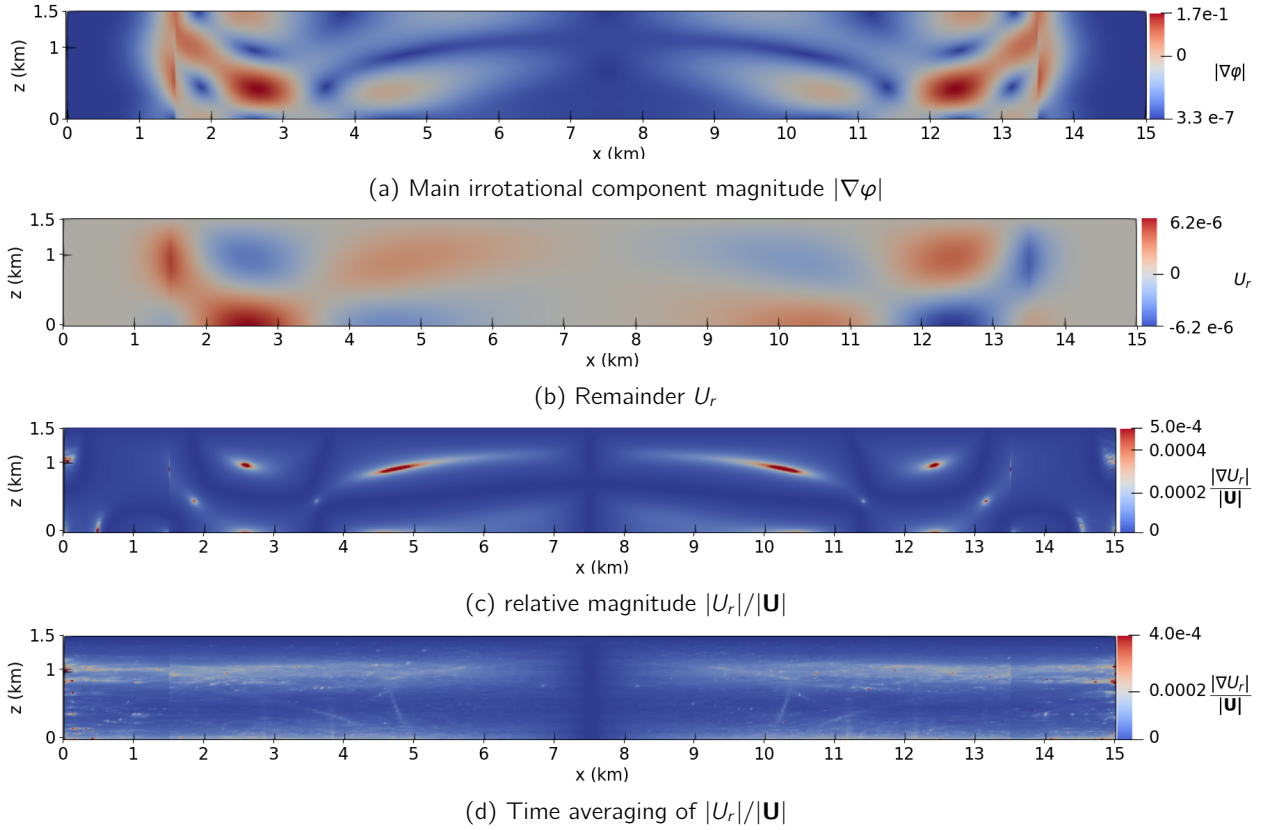 1.5
1
0
z (km)
0 1 2 3 4 5 6 7 8 9 10 11 12 13 14 15
x (km)
1.7e-1
0
3.3 e-7
|∇φ|
(a) Main irrotational component magnitude |∇φ|
1.5
1
0
z (km)
0 1 2 3 4 5 6 7 8 9 10 11 12 13 14 15
x (km)
6.2e-6
0
-6.2 e-6
U_r
(b) Remainder U_r
1.5
1
0
z (km)
0 1 2 3 4 5 6 7 8 9 10 11 12 13 14 15
x (km)
5.0e-4
0.0004
0.0002
0
|∇U_r|
|U|
(c) relative magnitude |U_r|/|U|
1.5
1
0
z (km)
0 1 2 3 4 5 6 7 8 9 10 11 12 13 14 15
x (km)
4.0e-4
0.0002
0
|∇U_r|
|U|
(d) Time averaging of |U_r|/|U|